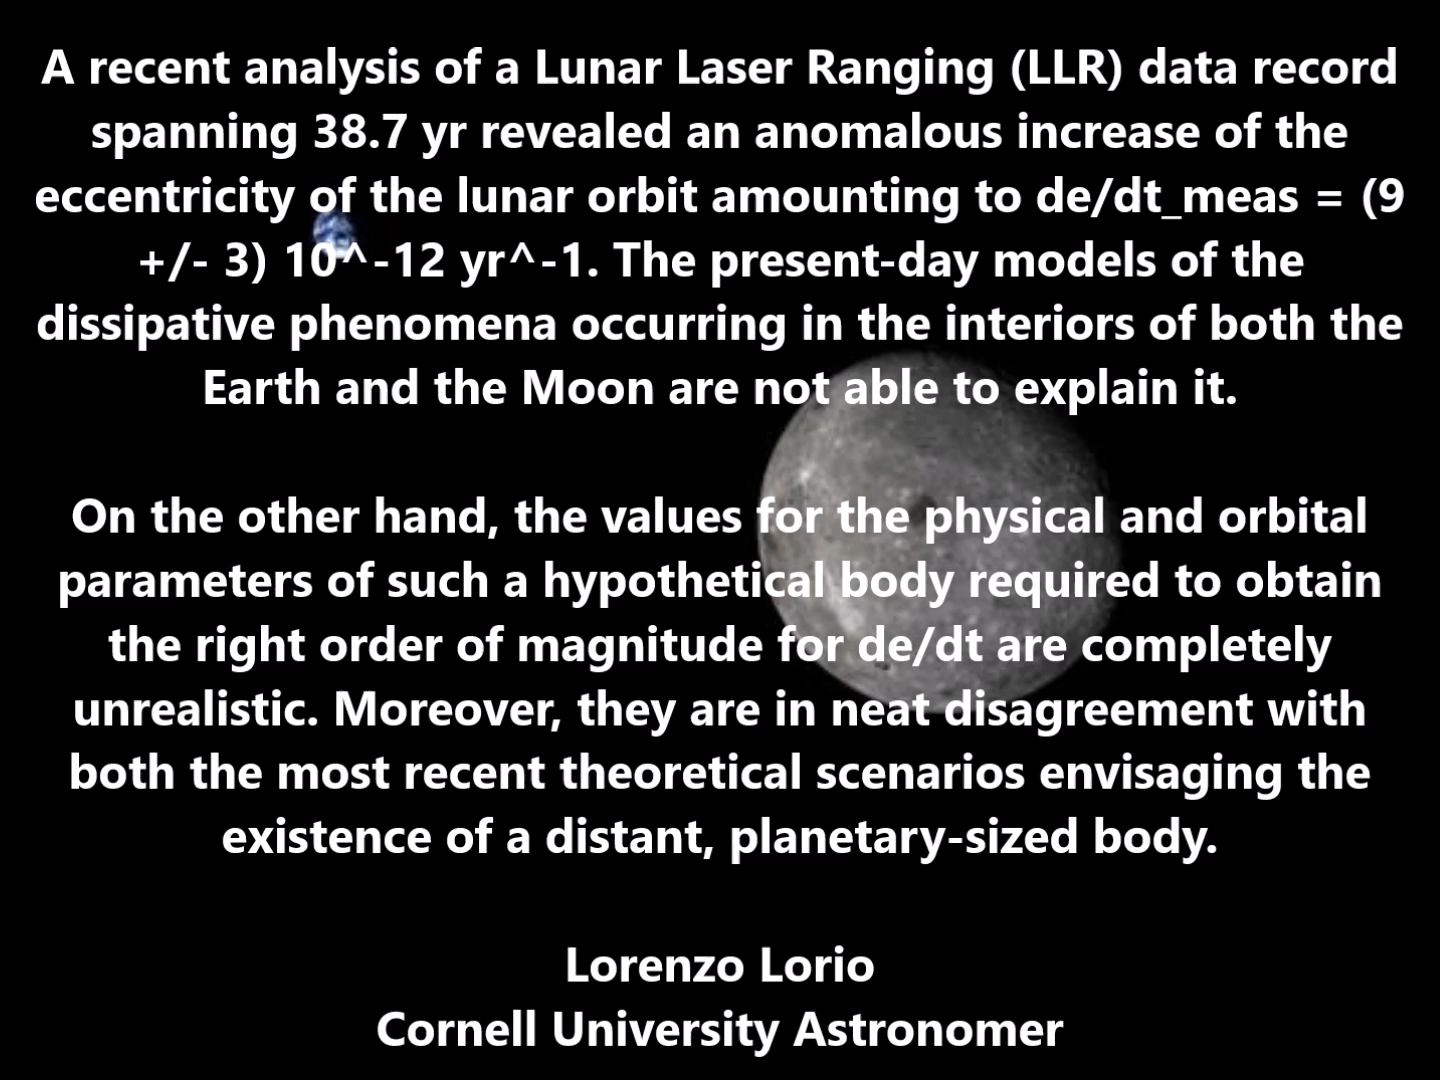 A recent analysis of a Lunar Laser Ranging (LLR) data record
spanning 38.7 yr revealed an anomalous increase of the
eccentricity of the lunar orbit amounting to de/dt_meas = (9
+/- 3) 10^-12 yr^-1. The present-day models of the
dissipative phenomena occurring in the interiors of both the
Earth and the Moon are not able to explain it.
On the other hand, the values for the physical and orbital
parameters of such a hypothetical body required to obtain
the right order of magnitude for de/dt are completely
unrealistic. Moreover, they are in neat disagreement with
both the most recent theoretical scenarios envisaging the
existence of a distant, planetary-sized body.
Lorenzo Lorio
Cornell University Astronomer